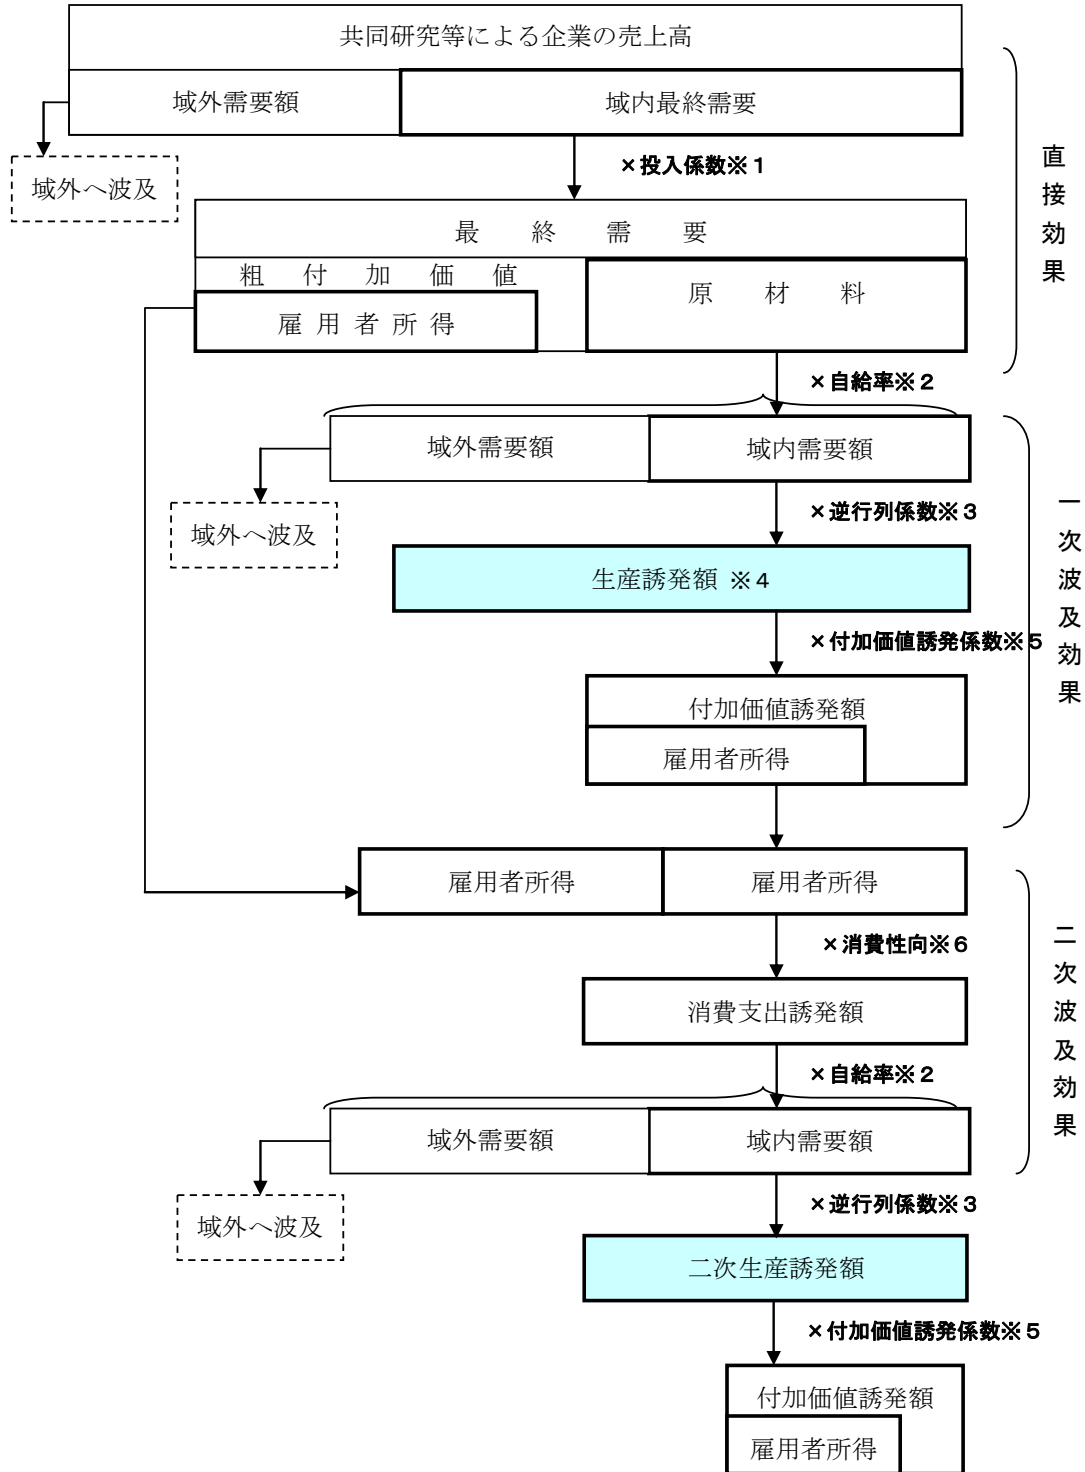 共同研究等による企業の売上高
域外需要額
域内最終需要
×投入係数※1
域外へ波及
直接効果
最終需要
粗付加価値
原材料
雇用者所得
×自給率※2
域外需要額
域内需要額
×逆行列係数※3
域外へ波及
生産誘発額 ※4
×付加価値誘発係数※5
一次波及効果
付加価値誘発額
雇用者所得
雇用者所得
雇用者所得
×消費性向※6
消費支出誘発額
×自給率※2
二次波及効果
域外需要額
域内需要額
×逆行列係数※3
域外へ波及
二次生産誘発額
×付加価値誘発係数※5
付加価値誘発額
雇用者所得